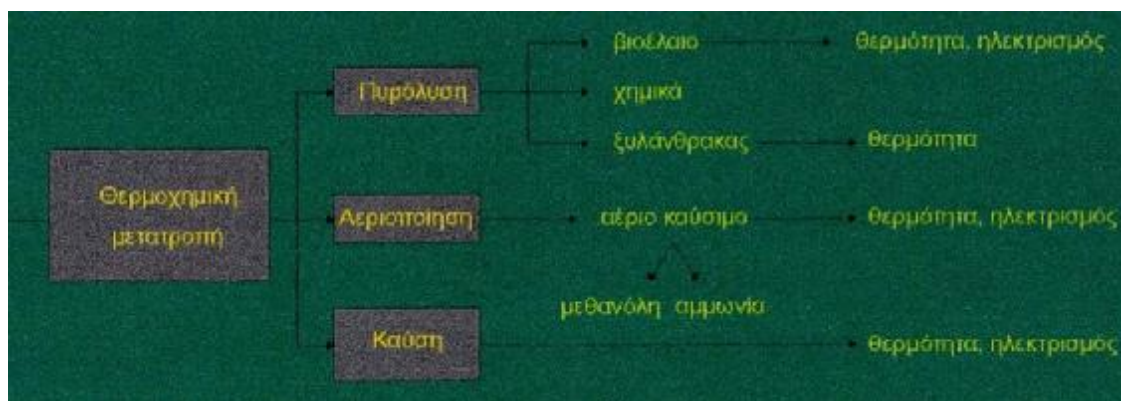 βιοέλαιο θερμότητα, ηλεκτρισμός
Πυρόλυση χημικά
ξυλάνθρακας θερμότητα
Θερμοχημική
μετατροπή
Αεριοποίηση αέριο καύσιμο θερμότητα, ηλεκτρισμός
μεθανόλη αμμωνία
Καύση θερμότητα, ηλεκτρισμός